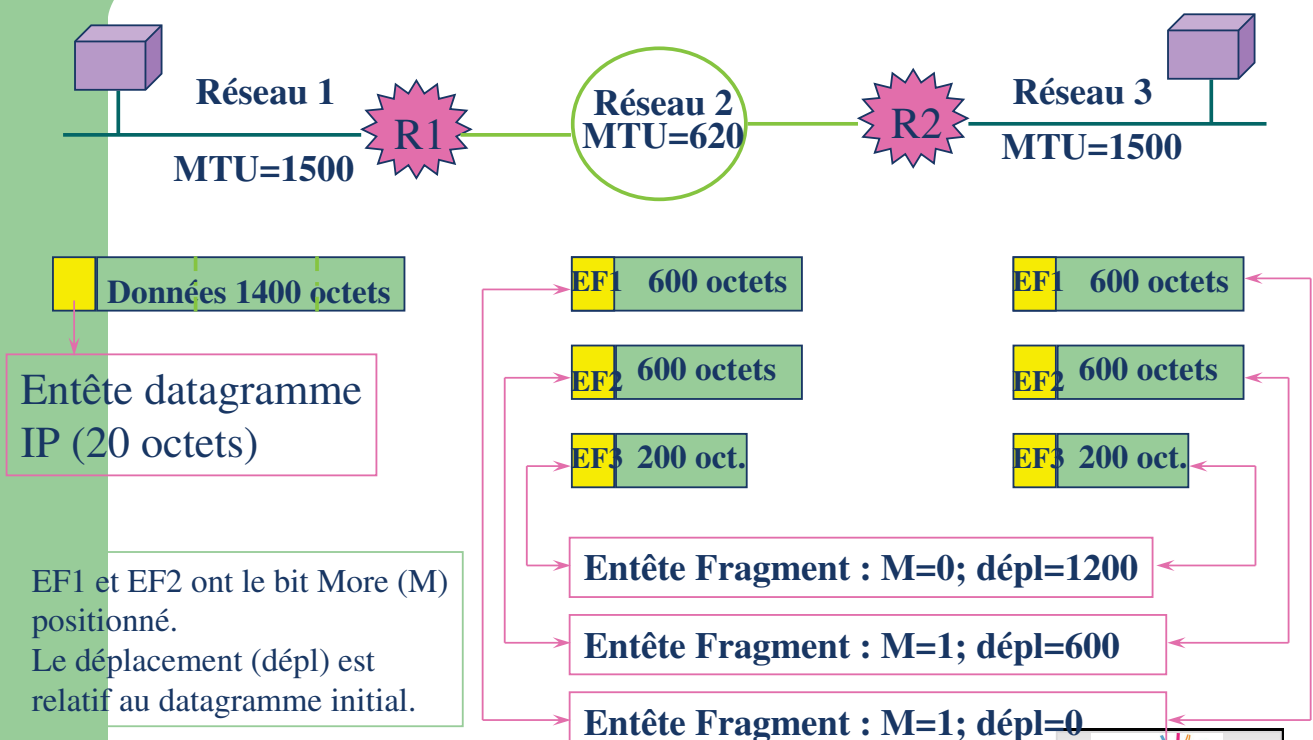 Réseau 1
MTU=1500
R1
Réseau 2
MTU=620
R2
Réseau 3
MTU=1500
Données 1400 octets
Entête datagramme
IP (20 octets)
EF1 600 octets
EF2 600 octets
EF3 200 oct.
EF1 600 octets
EF2 600 octets
EF3 200 oct.
Entête Fragment : M=0; dépl=1200
Entête Fragment : M=1; dépl=600
Entête Fragment : M=1; dépl=0
EF1 et EF2 ont le bit More (M)
positionné.
Le déplacement (dépl) est
relatif au datagramme initial.